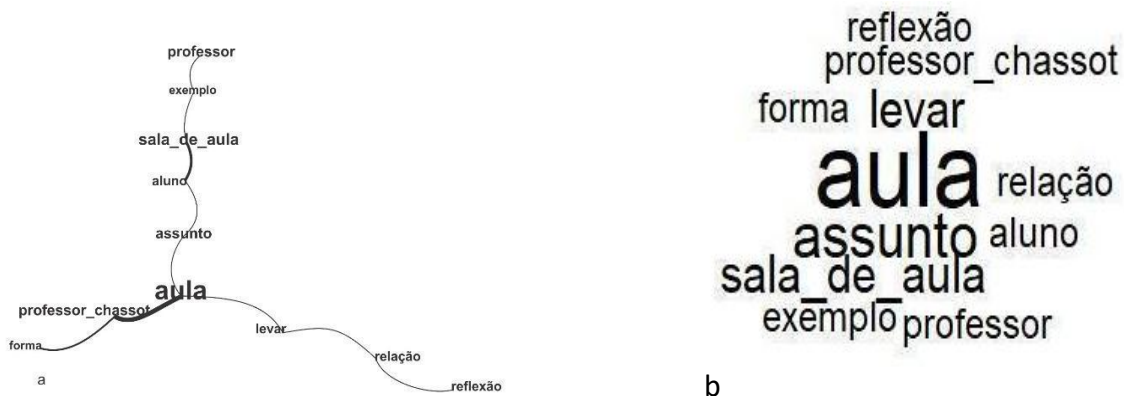 professor
exemplo
sala_de_aula
aluno
assunto
aula
professor_chassot
levar
forma
relação
a
reflexão
reflexão
professor_chassot
forma levar
aula
relação
assunto aluno
sala_de_aula
exemplo professor
b